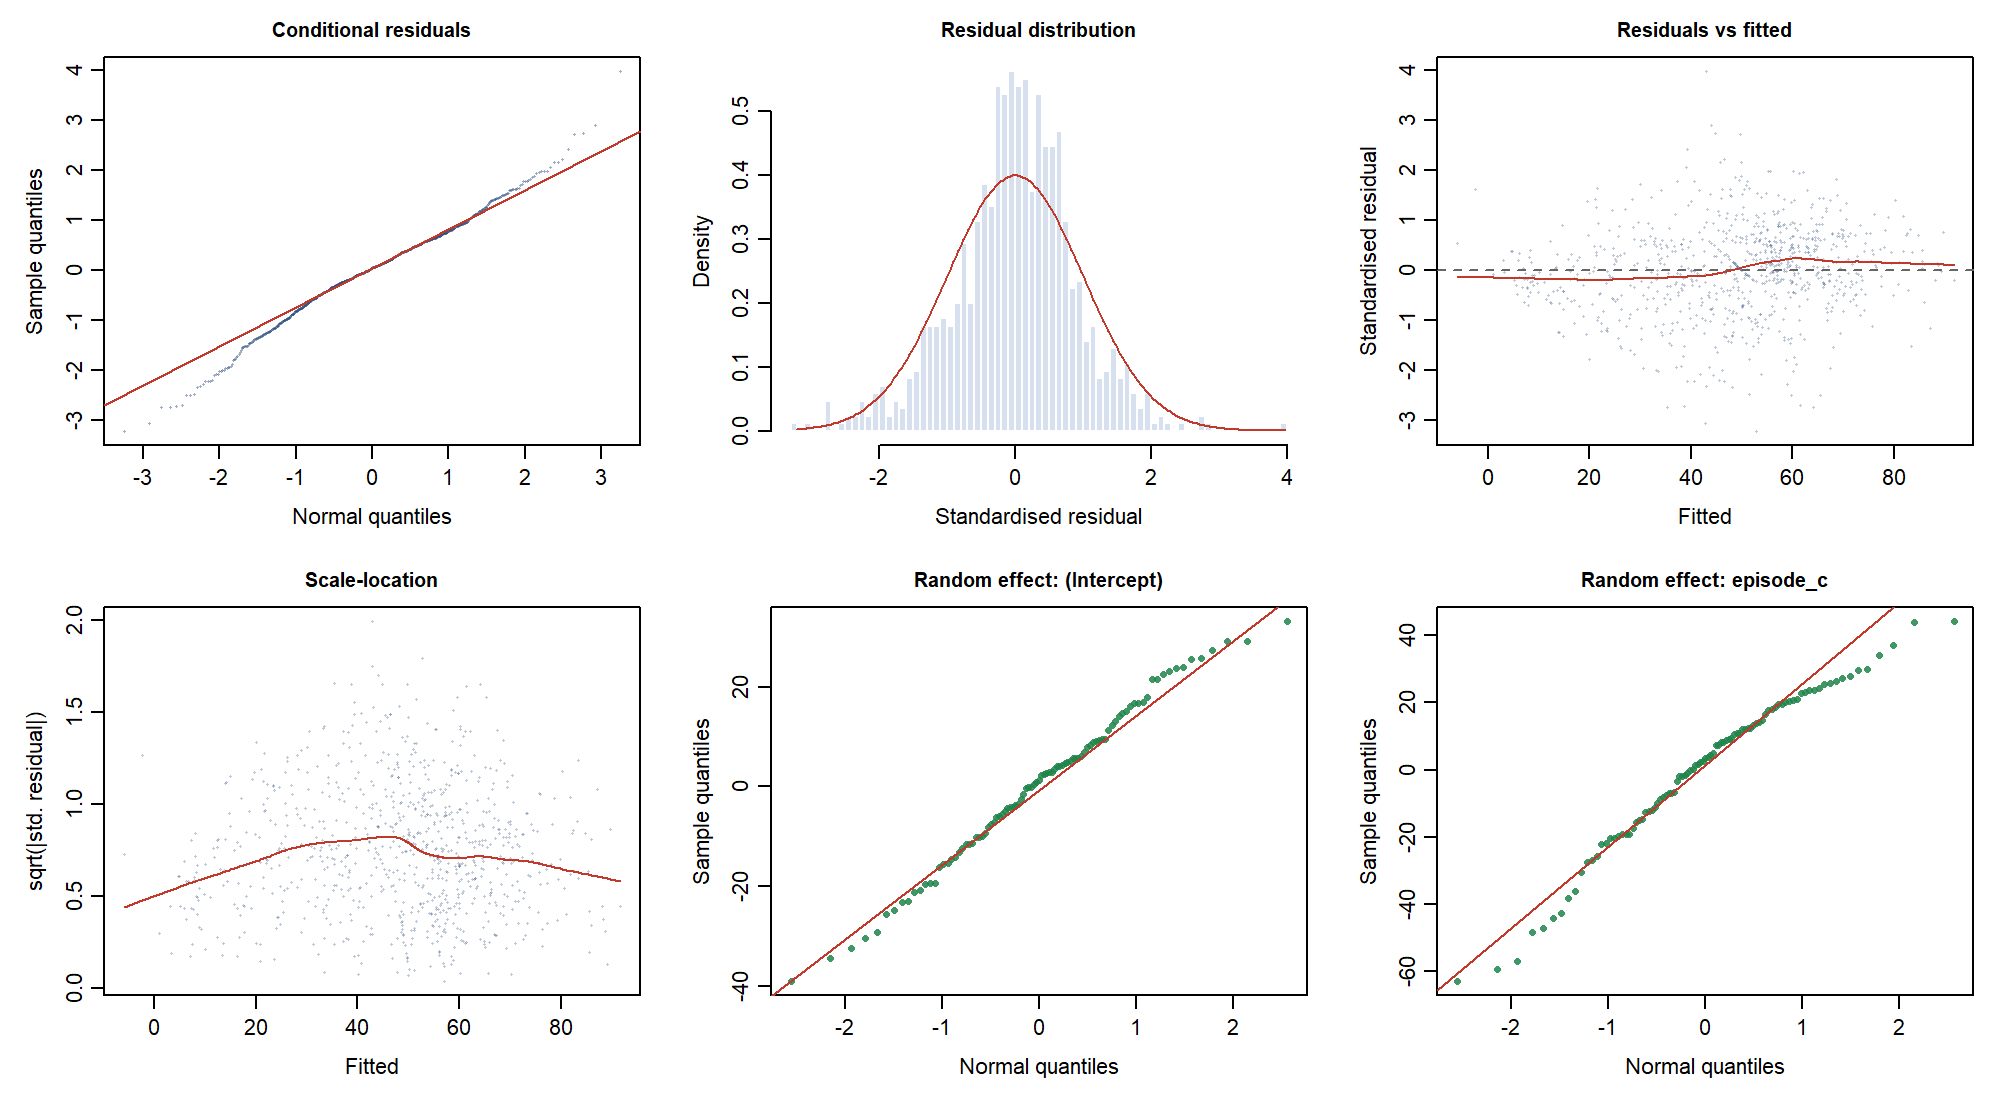 Conditional residuals
Sample quantiles
4
3
2
1
0
-1
-2
-3
-3 -2 -1 0 1 2 3
Normal quantiles
Residual distribution
Density
0.5
0.4
0.3
0.2
0.1
0.0
-2 0 2 4
Standardised residual
Residuals vs fitted
Standardised residual
4
3
2
1
0
-1
-2
-3
0 20 40 60 80
Fitted
Scale-location
sqrt(|std. residual|)
2.0
1.5
1.0
0.5
0.0
0 20 40 60 80
Fitted
Random effect: (Intercept)
Sample quantiles
20
0
-20
-40
-2 -1 0 1 2
Normal quantiles
Random effect: episode_c
Sample quantiles
40
20
0
-20
-40
-60
-2 -1 0 1 2
Normal quantiles